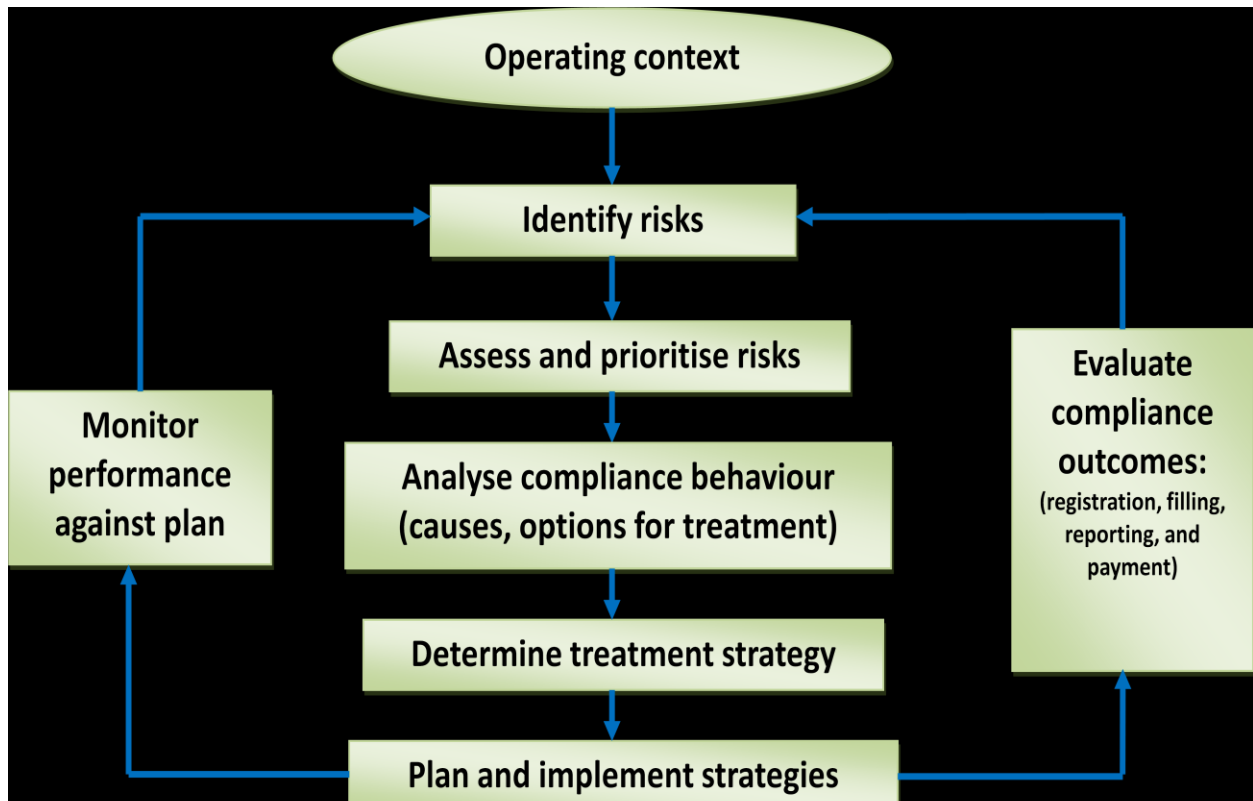 Operating context
Identify risks
Assess and prioritise risks
Monitor
performance
against plan
Analyse compliance behaviour
(causes, options for treatment)
Evaluate
compliance
outcomes:
(registration, filling,
reporting, and
payment)
Determine treatment strategy
Plan and implement strategies